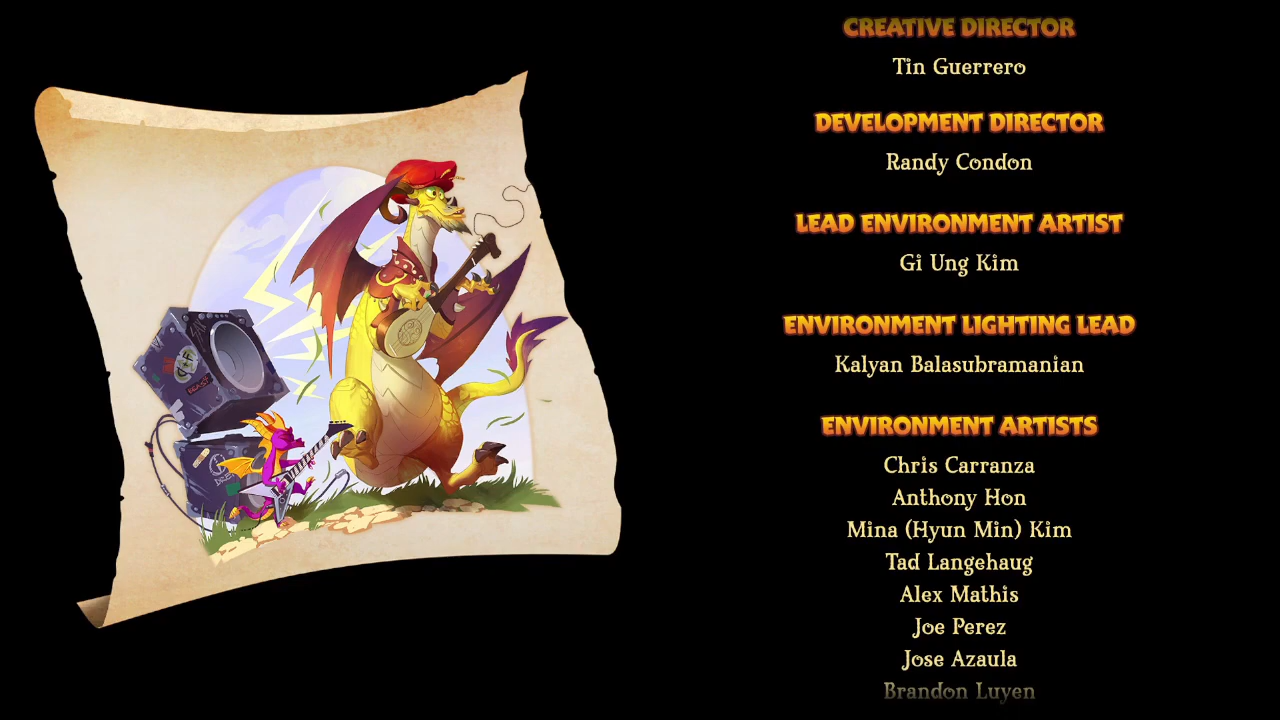 CREATIVE DIRECTOR
Tin Guerrero
DEVELOPMENT DIRECTOR
Randy Condon
LEAD ENVIRONMENT ARTIST
Gi Ung Kim
ENVIRONMENT LIGHTING LEAD
Kalyan Balasubramanian
ENVIRONMENT ARTISTS
Chris Carranza
Anthony Hon
Mina (Hyun Min) Kim
Tad Langehaug
Alex Mathis
Joe Perez
Jose Azaula
Brandon Luyen